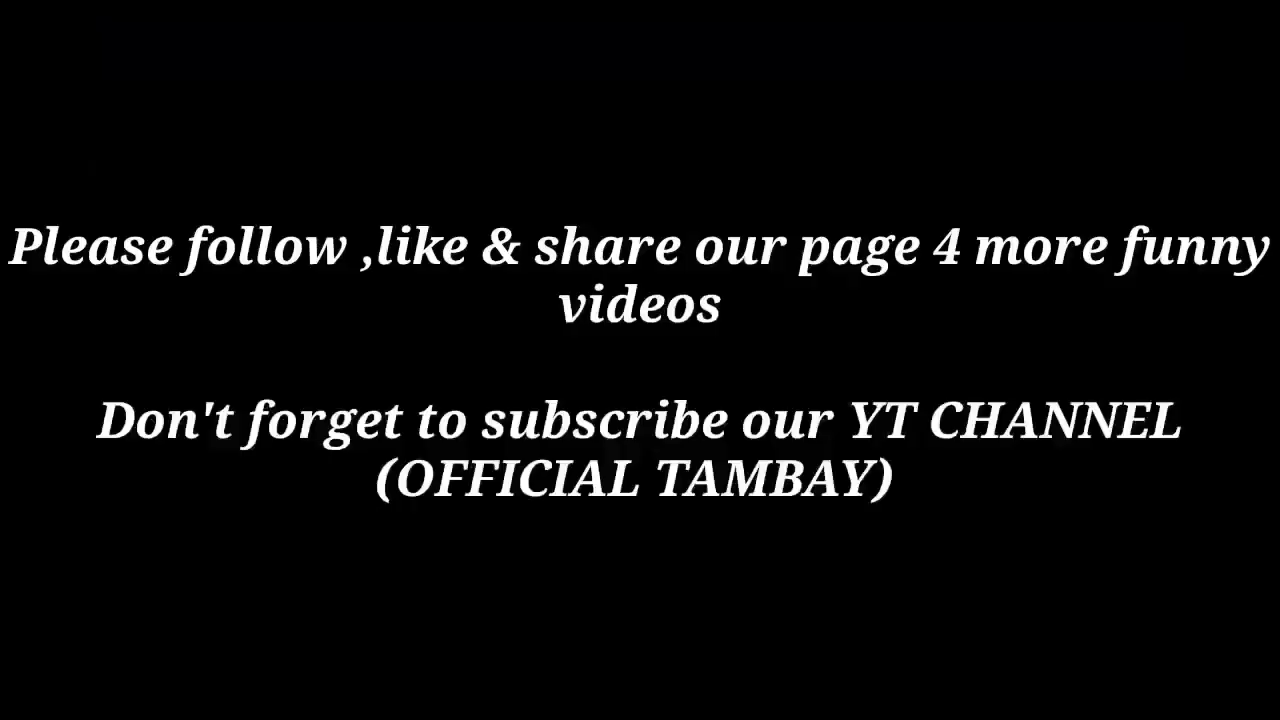 Please follow ,like & share our page 4 more funny
videos
Don't forget to subscribe our YT CHANNEL
(OFFICIAL TAMBAY)